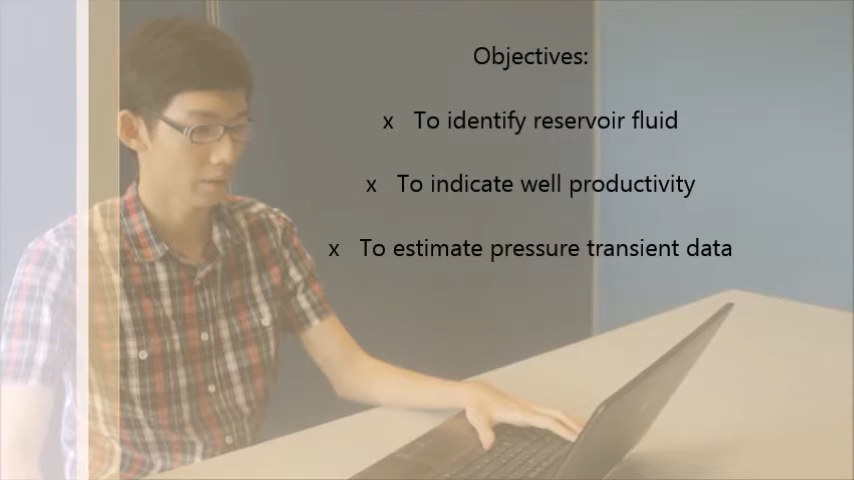 Objectives:
x To identify reservoir fluid
x To indicate well productivity
x To estimate pressure transient data